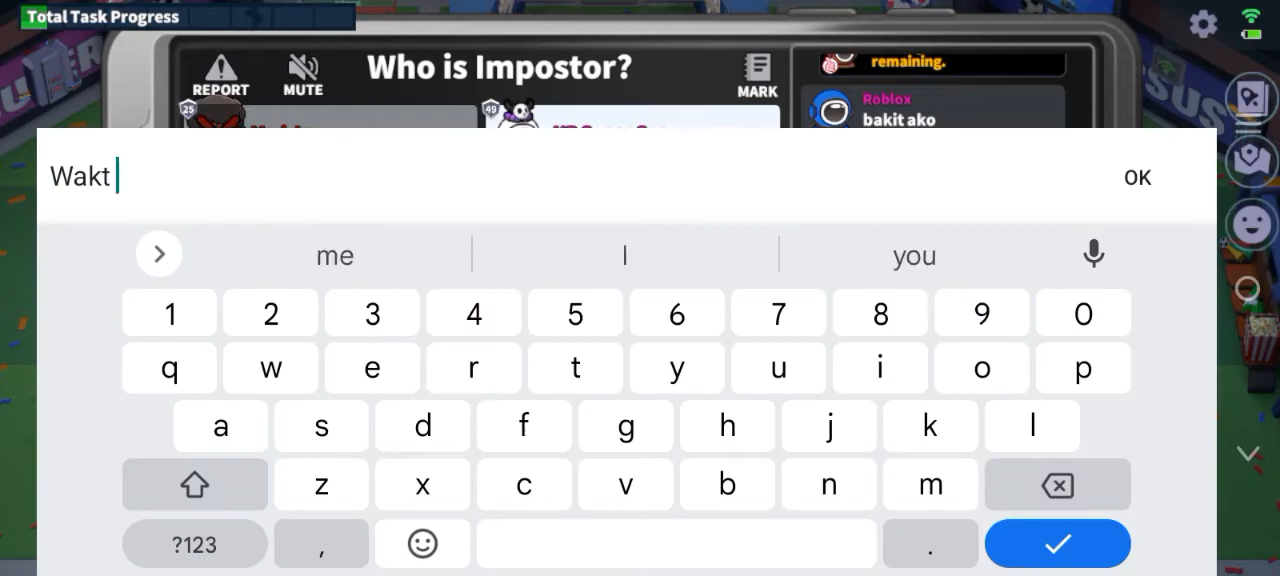 Total Task Progress
Who is Impostor?
REPORT
MUTE
MARK
remaining.
Roblox
bakit ako
25
49
Wakt
OK
me
I
you
1 2 3 4 5 6 7 8 9 0
q w e r t y u i o p
a s d f g h j k l
z x c v b n m
?123 , .